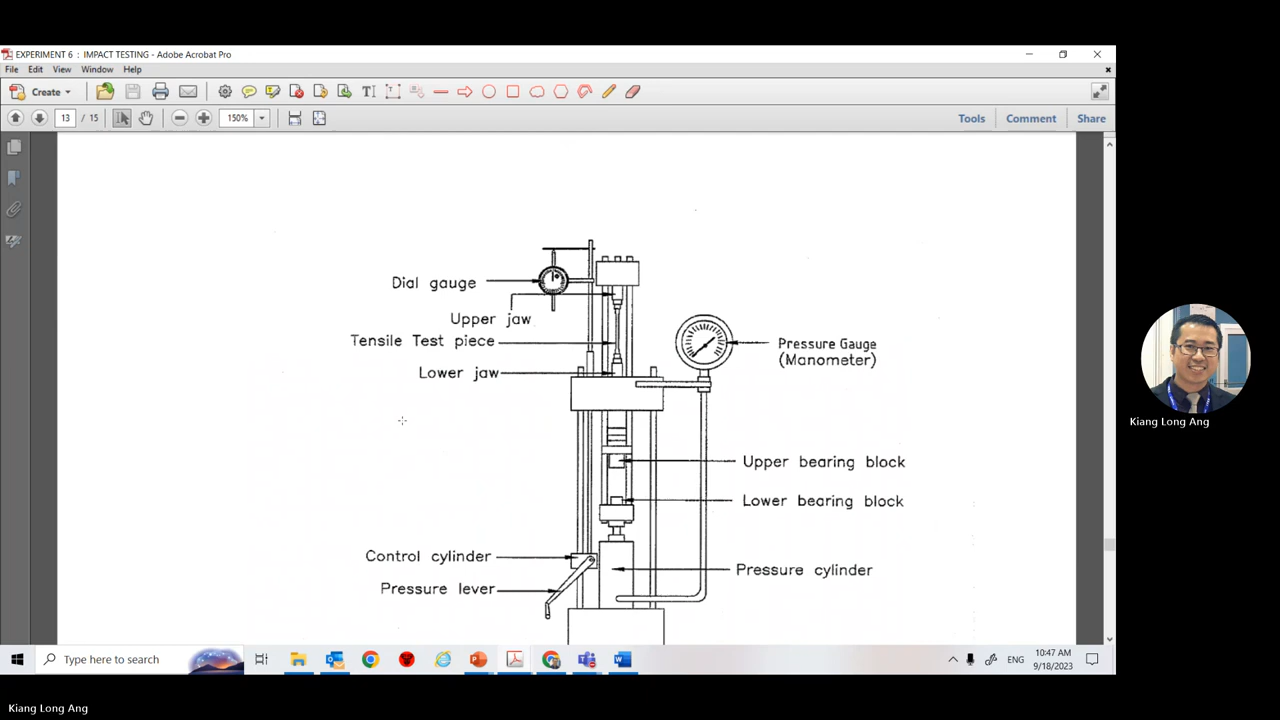 EXPERIMENT 6 : IMPACT TESTING - Adobe Acrobat Pro
File Edit View Window Help
Create
13 / 15
150%
Tools Comment Share
Dial gauge
Upper jaw
Tensile Test piece
Pressure Gauge
(Manometer)
Lower jaw
Upper bearing block
Lower bearing block
Control cylinder
Pressure cylinder
Pressure lever
Kiang Long Ang
Type here to search
ENG
10:47 AM
9/18/2023
Kiang Long Ang